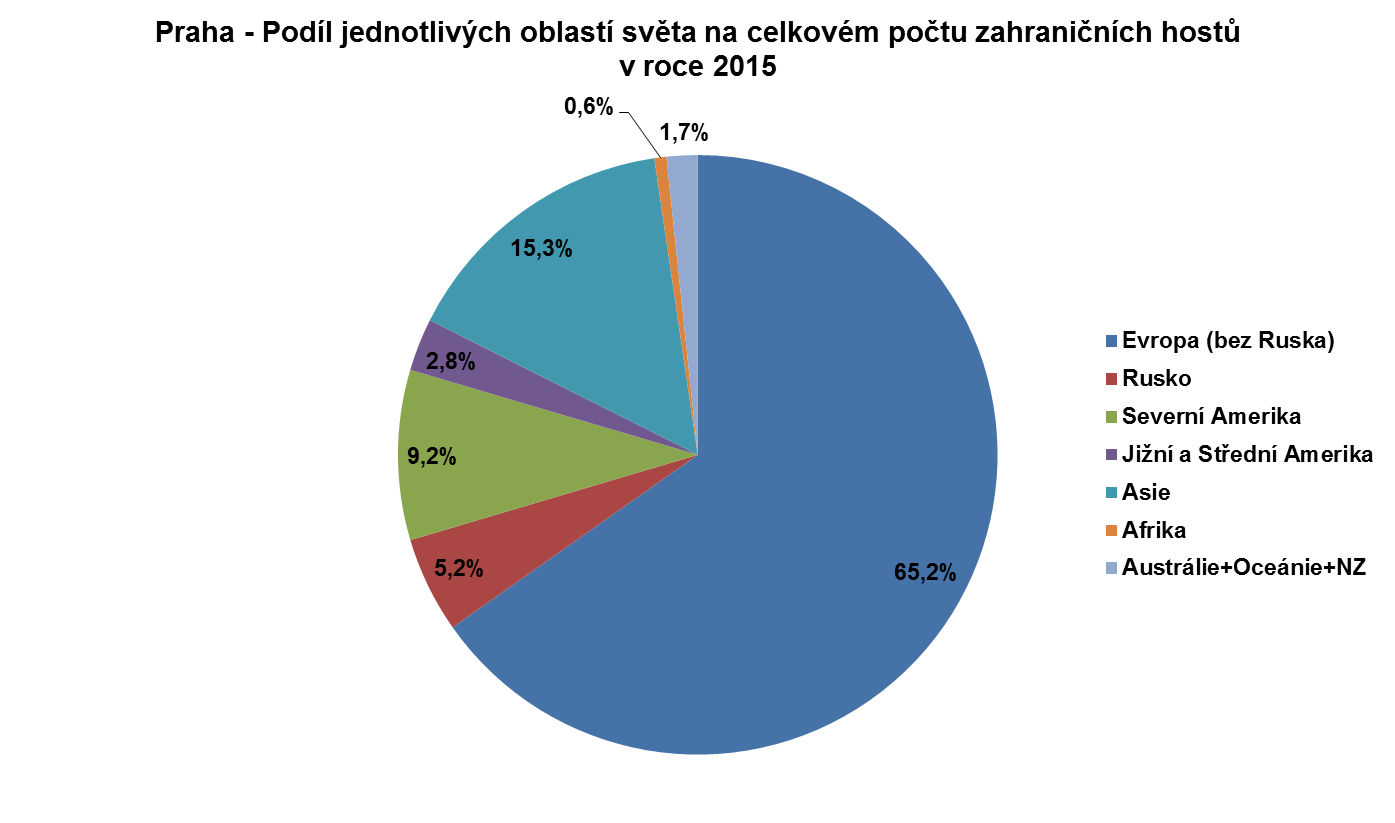 Praha - Podíl jednotlivých oblastí světa na celkovém počtu zahraničních hostů
v roce 2015
0,6%
1,7%
15,3%
2,8%
9,2%
5,2%
65,2%
Evropa (bez Ruska)
Rusko
Severní Amerika
Jižní a Střední Amerika
Asie
Afrika
Austrálie+Oceánie+NZ